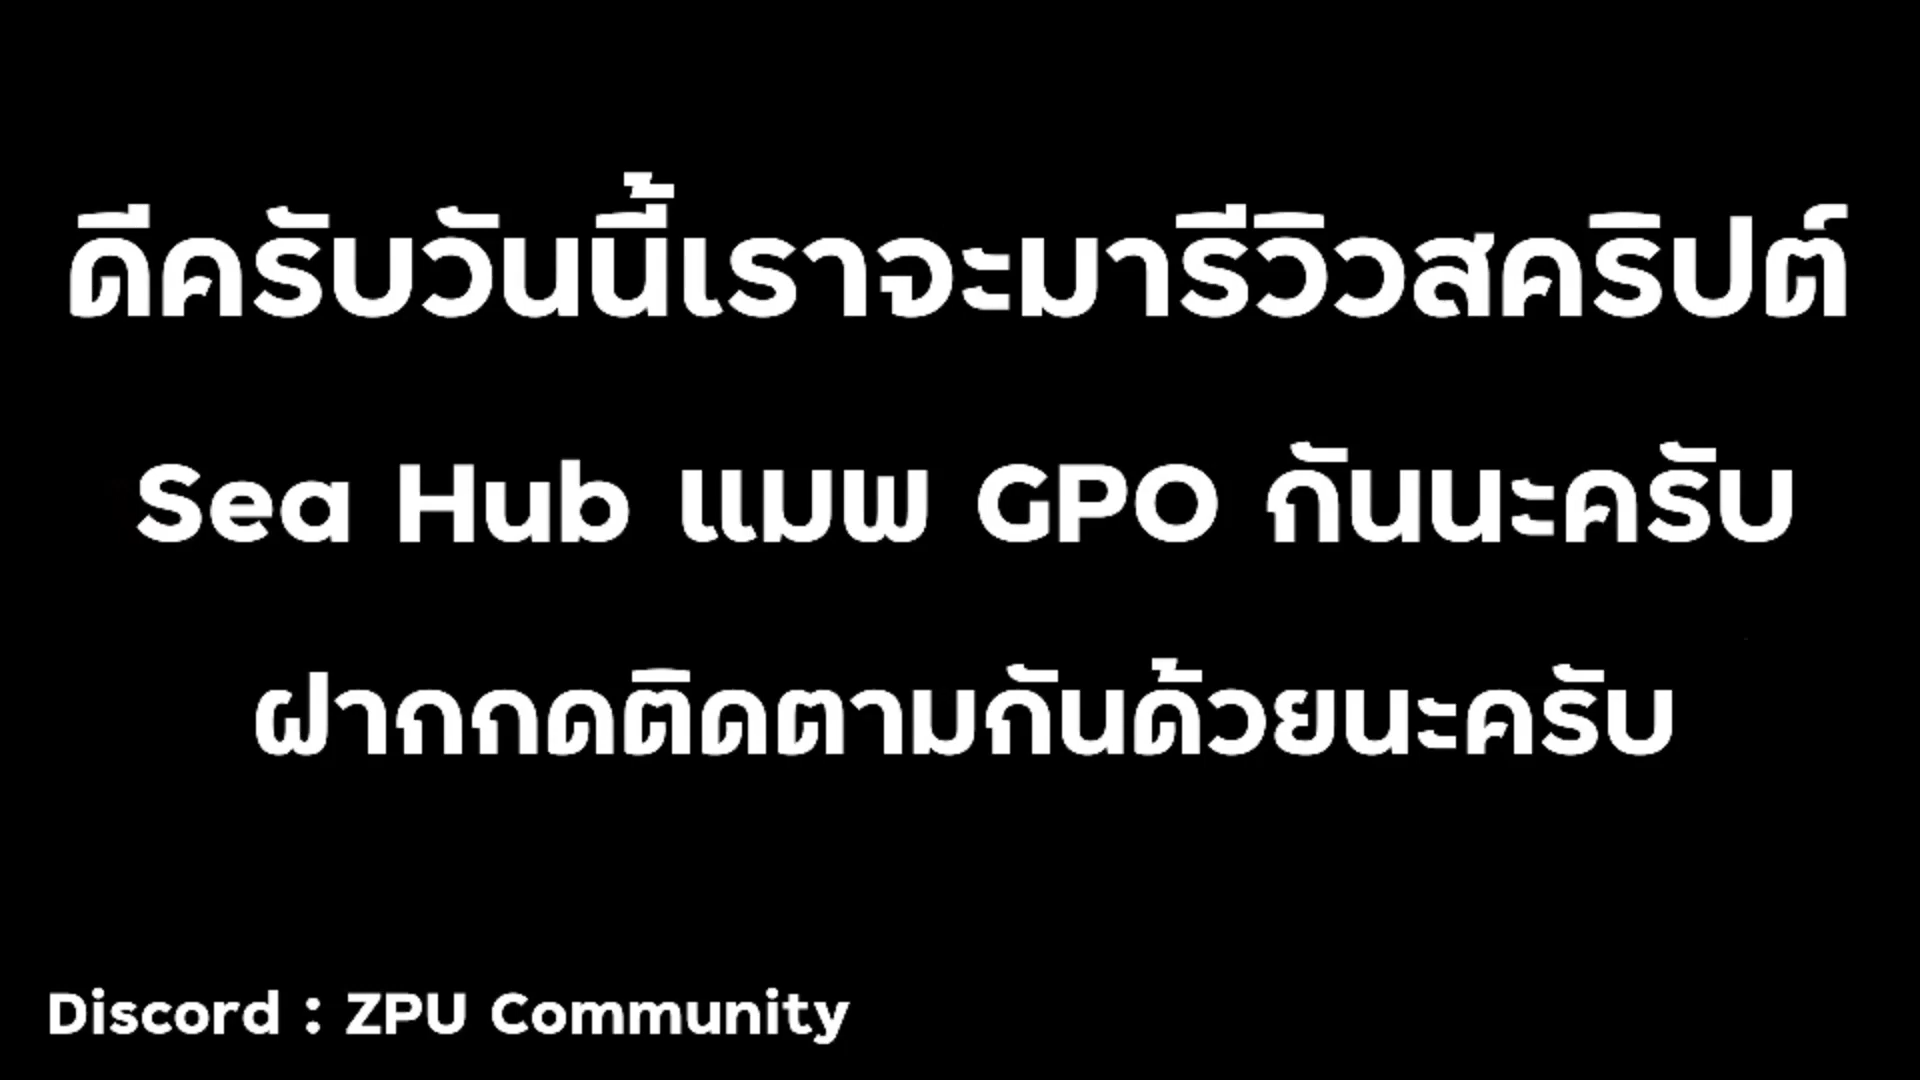 ดีครับวันนี้เราจะมารีวิวสคริปต์
Sea Hub แมพ GPO กันนะครับ
ฝากกดติดตามกันด้วยนะครับ
Discord : ZPU Community